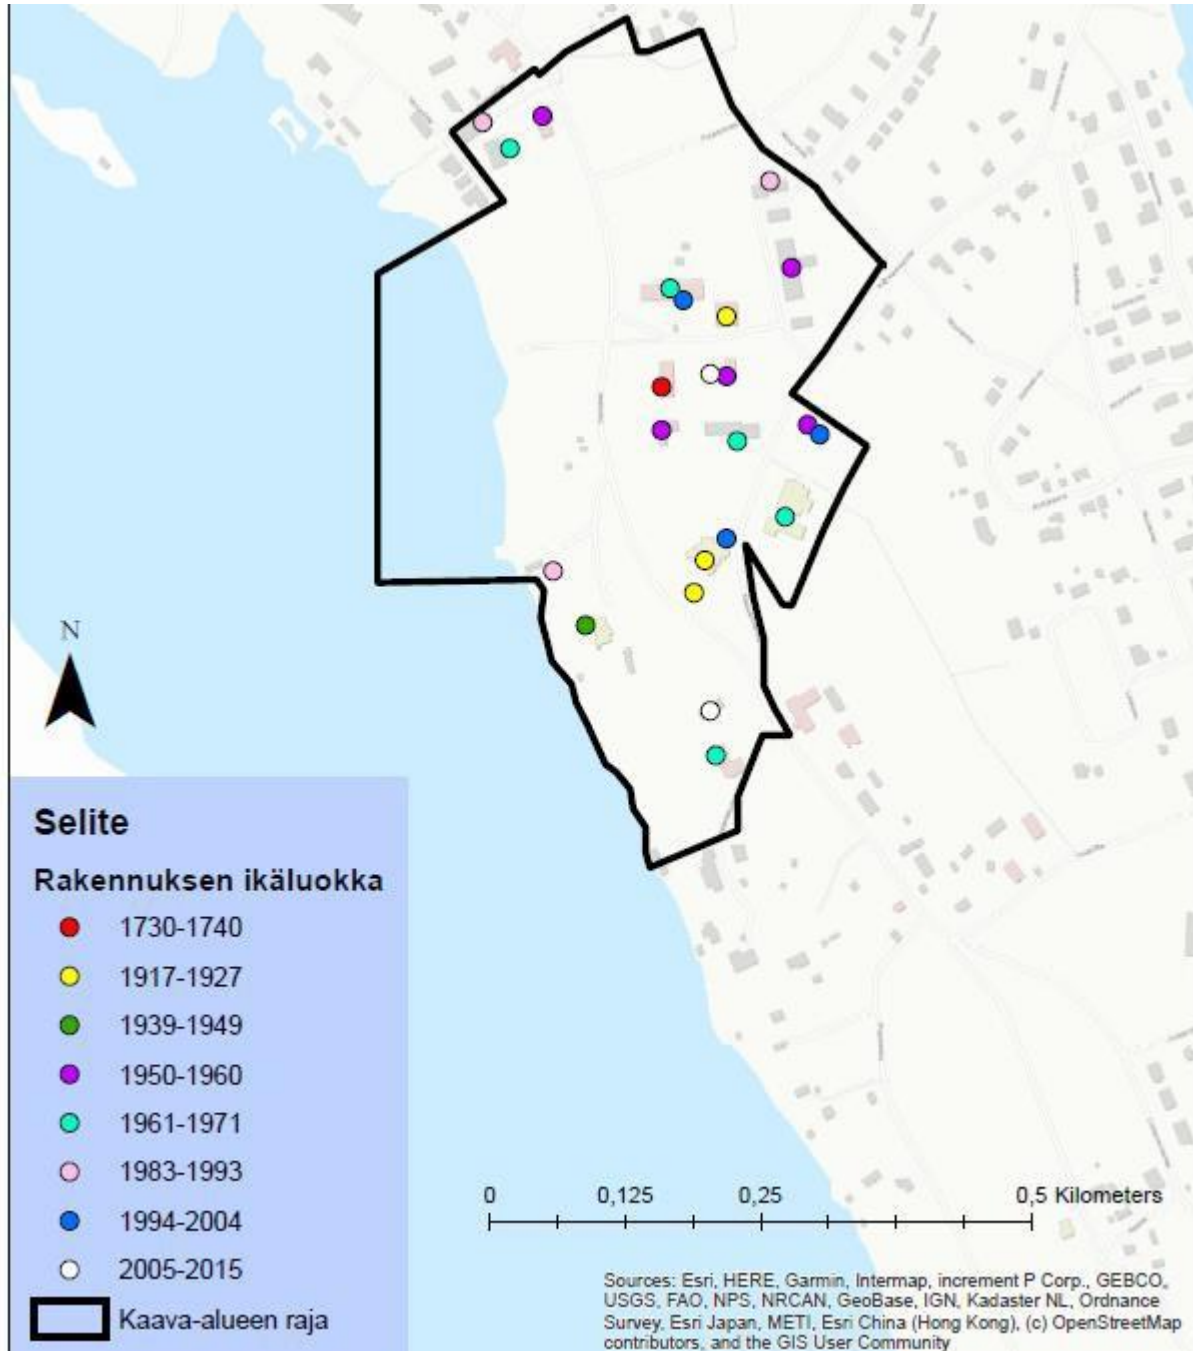 N
Selite
Rakennuksen ikäluokka
1730-1740
1917-1927
1939-1949
1950-1960
1961-1971
1983-1993
1994-2004
2005-2015
Kaava-alueen raja
0 0,125 0,25 0,5 Kilometers
Sources: Esri, HERE, Garmin, Intermap, increment P Corp., GEBCO,
USGS, FAO, NPS, NRCAN, GeoBase, IGN, Kadaster NL, Ordnance
Survey, Esri Japan, METI, Esri China (Hong Kong), (c) OpenStreetMap
contributors, and the GIS User Community